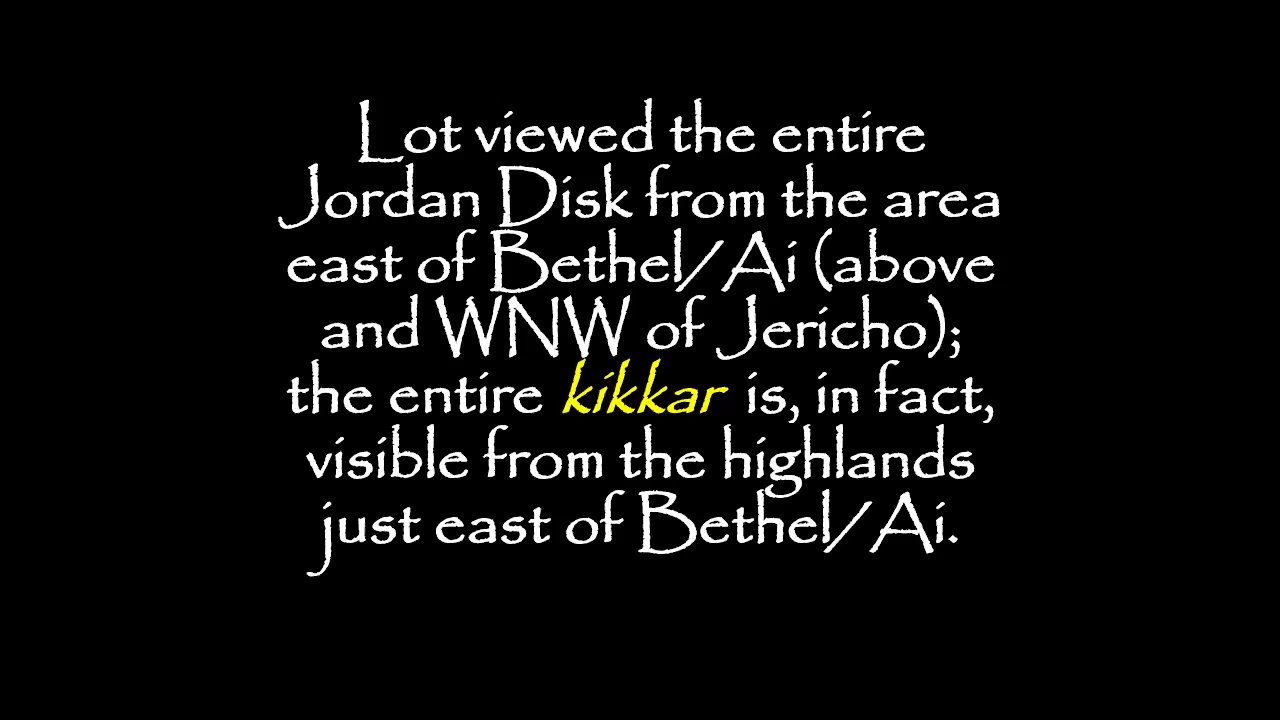 Lot viewed the entire
Jordan Disk from the area
east of Bethel/Ai (above
and WNW of Jericho);
the entire kikkar is, in fact,
visible from the highlands
just east of Bethel/Ai.